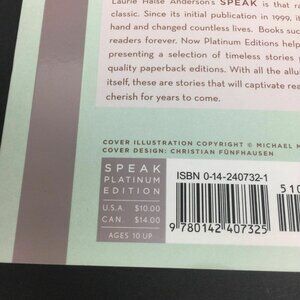 Laurie Halse Anderson's SPEAK is that ra
classic. Since its initial publication in 1999,
hand and changed countless lives. Books suc
readers forever. Now Platinum Editions help
presenting a selection of timeless stories
quality paperback editions. With all the allu
itself, these are stories that will captivate rea
cherish for years to come.
COVER ILLUSTRATION COPYRIGHT © MICHAEL M
COVER DESIGN: CHRISTIAN FÜNFHAUSEN
SPEAK
PLATINUM
EDITION
U.S.A. $10.00
CAN. $14.00
AGES 10 UP
ISBN 0-14-240732-1
51
9 780142 407325